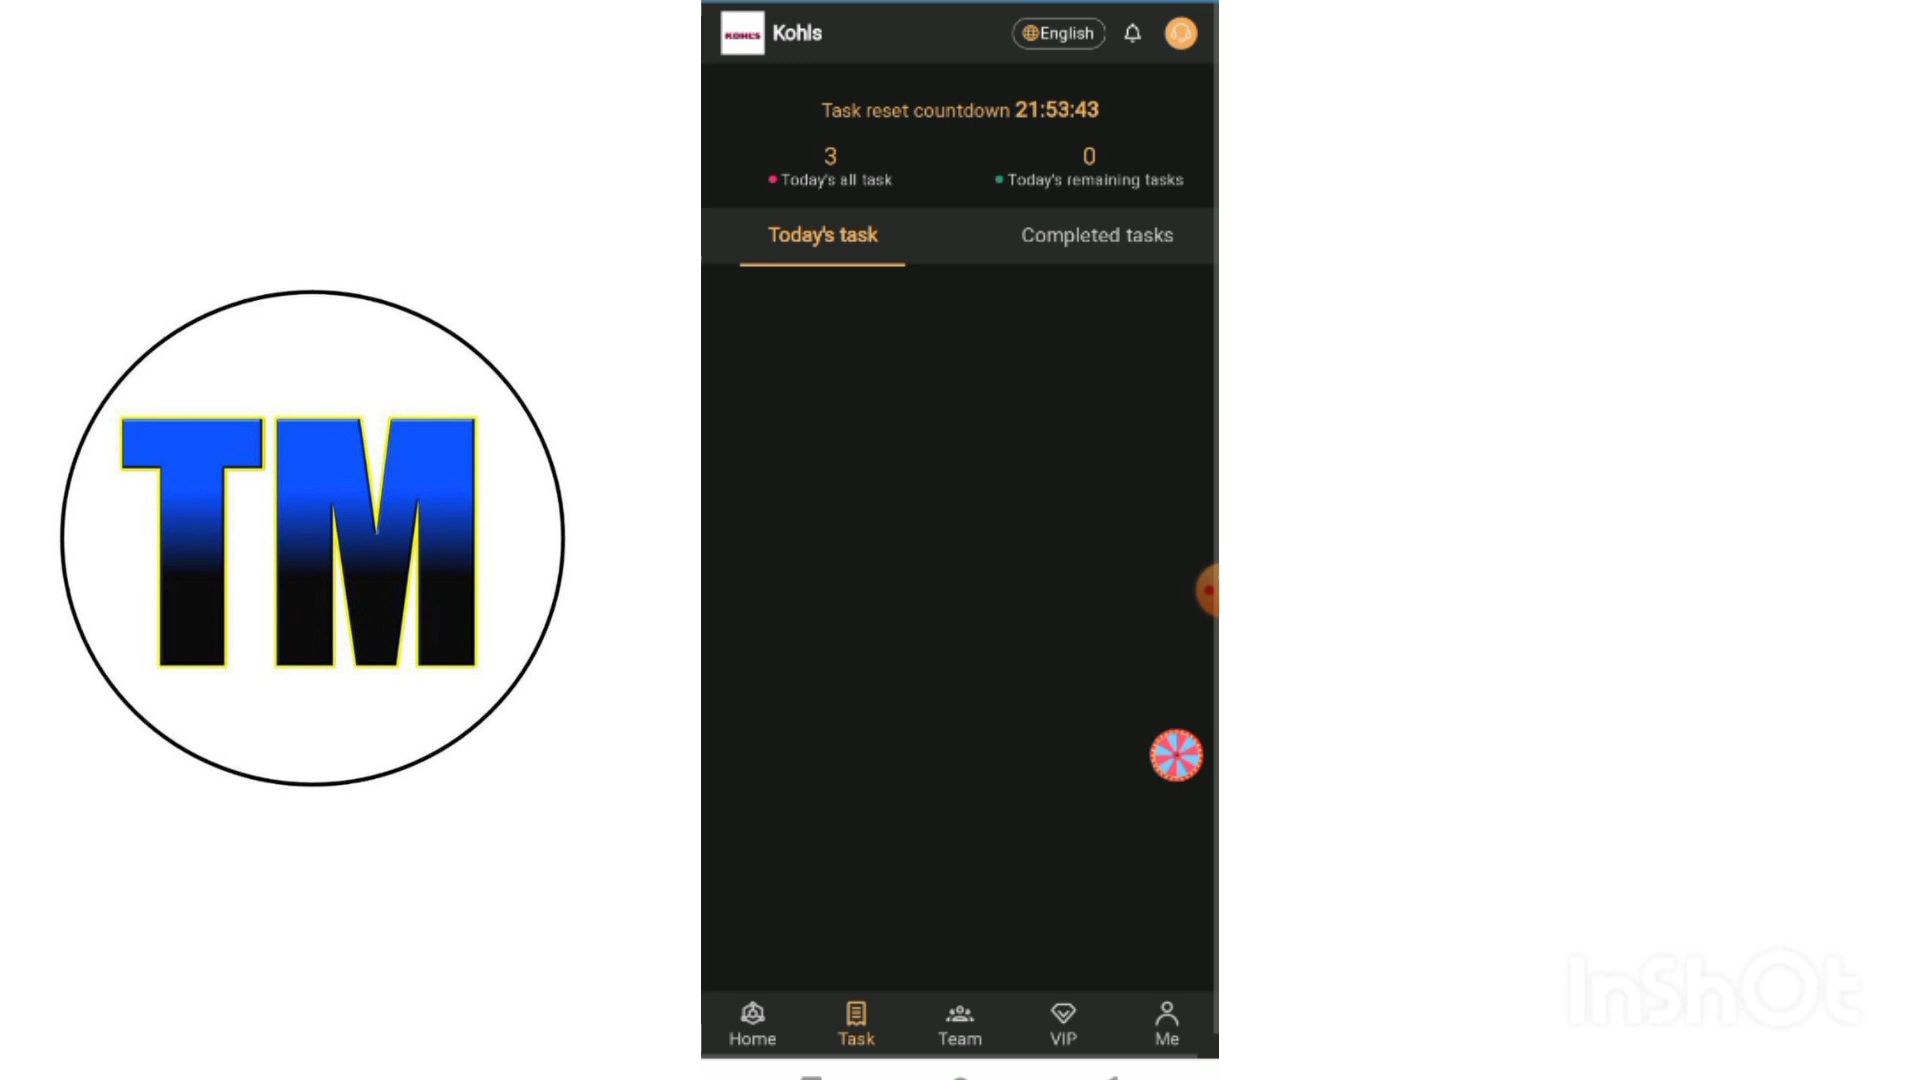 KOHL'S
Kohls
English
Task reset countdown 21:53:43
3
0
Today's all task
Today's remaining tasks
Today's task
Completed tasks
TM
Home
Task
Team
VIP
Me
InShOt